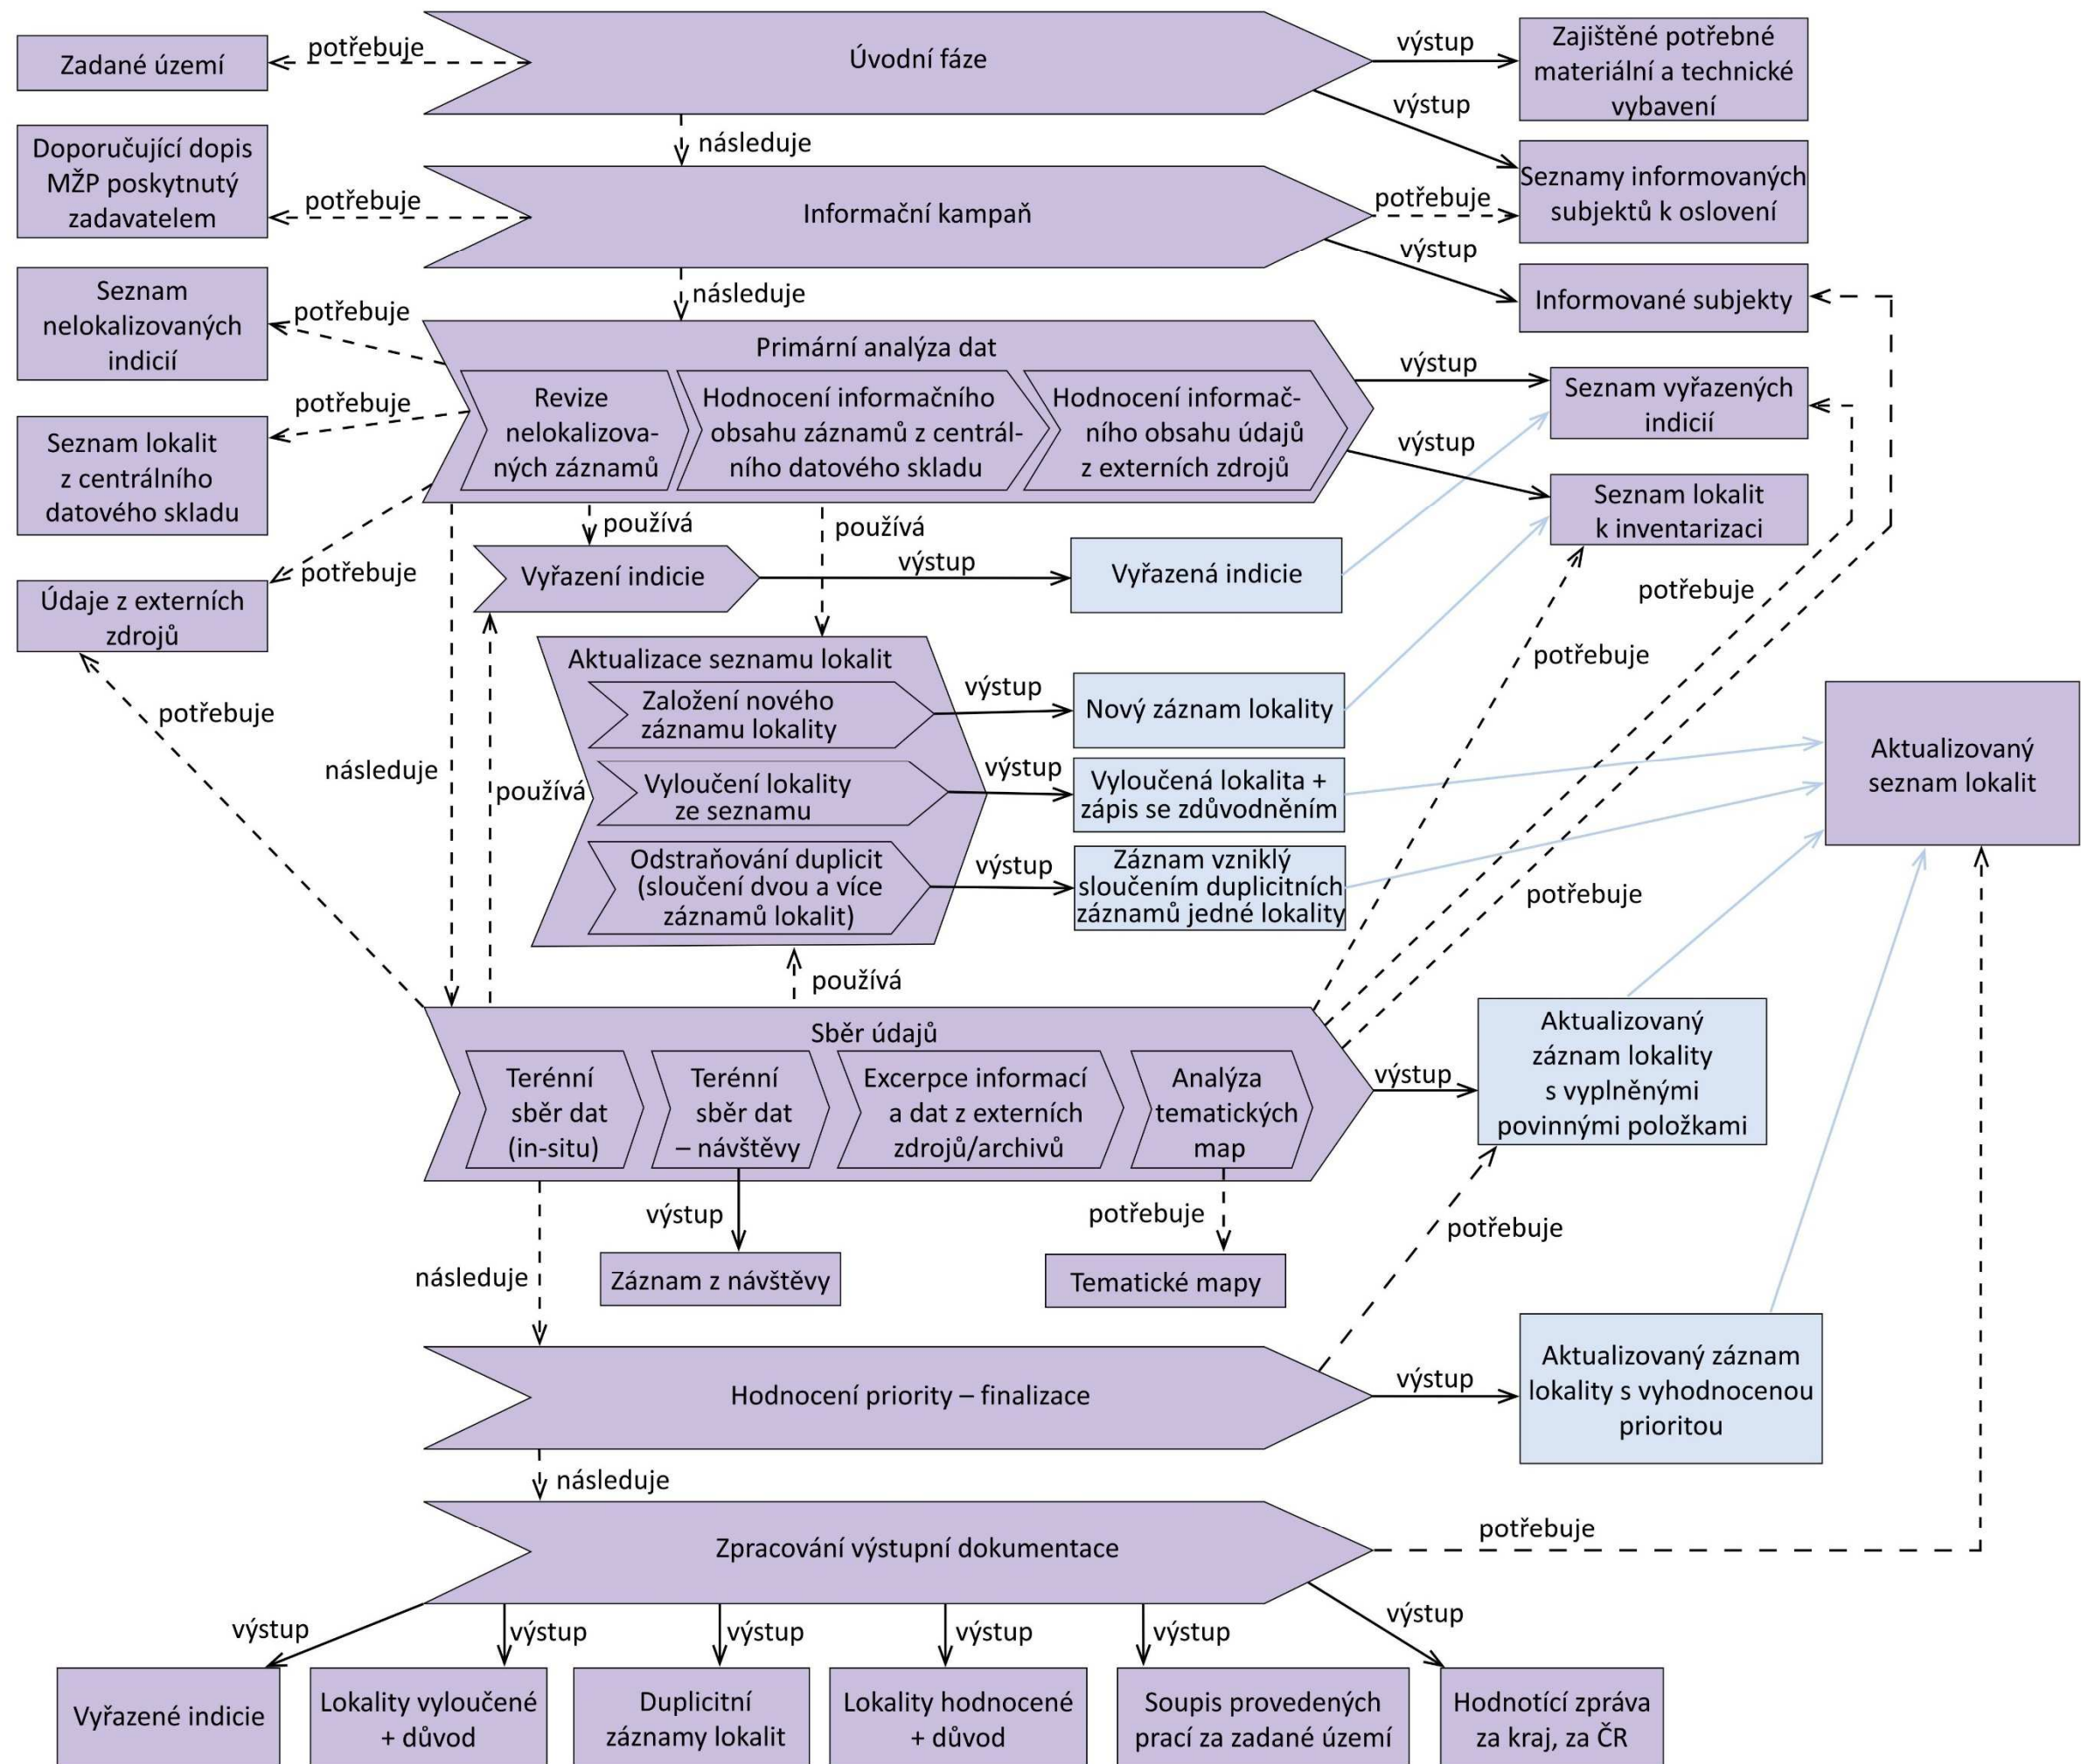 Zadané území
potřebuje
Úvodní fáze
výstup
Zajištěné potřebné
materiální a technické
vybavení
výstup
následuje
Doporučující dopis
MŽP poskytnutý
zadavatelem
potřebuje
Informační kampaň
potřebuje
Seznamy informovaných
subjektů k oslovení
výstup
Informované subjekty
následuje
Seznam
nelokalizovaných
indicií
potřebuje
Primární analýza dat
Revize
nelokalizova-
ných záznamů
Hodnocení informačního
obsahu záznamů z centrál-
ního datového skladu
Hodnocení informač-
ního obsahu údajů
z externích zdrojů
výstup
Seznam vyřazených
indicií
potřebuje
Seznam lokalit
z centrálního
datového skladu
výstup
Seznam lokalit
k inventarizaci
potřebuje
Údaje z externích
zdrojů
používá
používá
Vyřazení indicie
výstup
Vyřazená indicie
potřebuje
potřebuje
potřebuje
potřebuje
následuje
používá
Aktualizace seznamu lokalit
Založení nového
záznamu lokality
výstup
Nový záznam lokality
Vyloučení lokality
ze seznamu
výstup
Vyloučená lokalita +
zápis se zdůvodněním
Odstraňování duplicit
(sloučení dvou a více
záznamů lokalit)
výstup
Záznam vzniklý
sloučením duplicitních
záznamů jedné lokality
Aktualizovaný
seznam lokalit
používá
Sběr údajů
Terénní
sběr dat
(in-situ)
Terénní
sběr dat
– návštěvy
Excerpce informací
a dat z externích
zdrojů/archivů
Analýza
tematických
map
výstup
Aktualizovaný
záznam lokality
s vyplněnými
povinnými položkami
výstup
Záznam z návštěvy
potřebuje
Tematické mapy
potřebuje
následuje
Hodnocení priority – finalizace
výstup
Aktualizovaný záznam
lokality s vyhodnocenou
prioritou
následuje
Zpracování výstupní dokumentace
potřebuje
výstup
výstup
výstup
výstup
výstup
výstup
Vyřazené indicie
Lokality vyloučené
+ důvod
Duplicitní
záznamy lokalit
Lokality hodnocené
+ důvod
Soupis provedených
prací za zadané území
Hodnotící zpráva
za kraj, za ČR